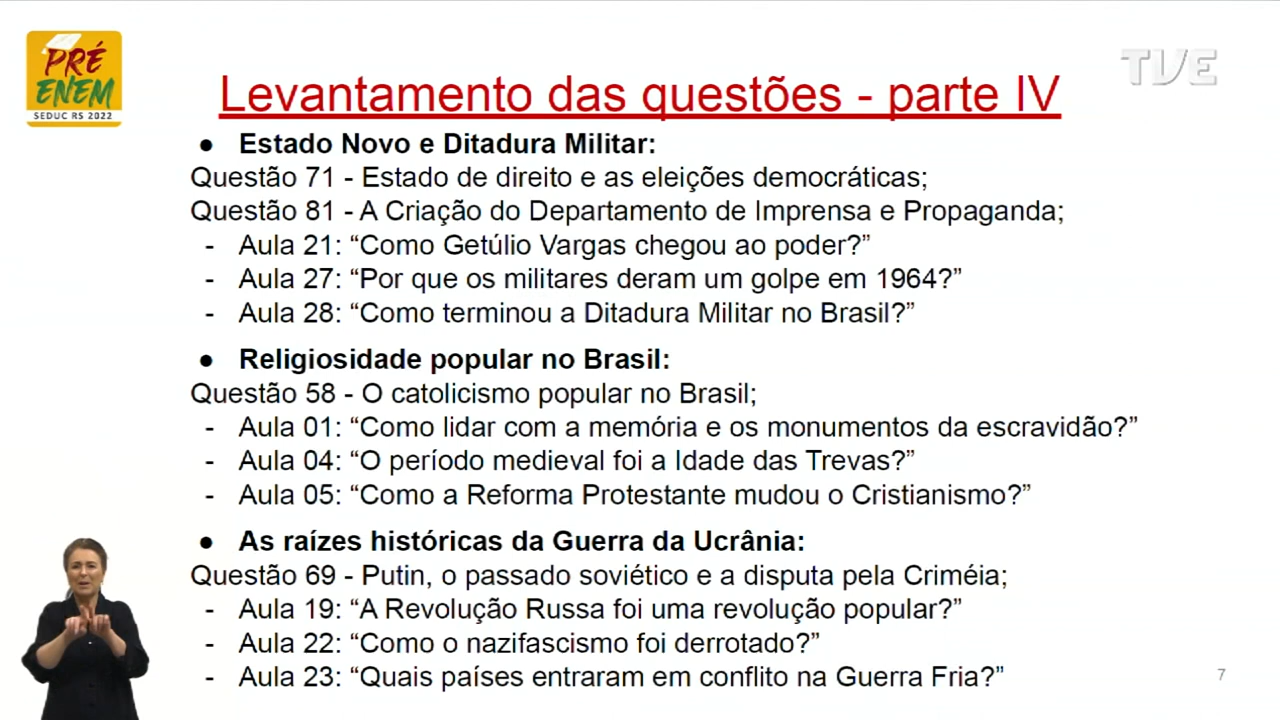 PRÉ
ENEM
SEDUC RS 2022
TVE
Levantamento das questões - parte IV
● Estado Novo e Ditadura Militar:
Questão 71 - Estado de direito e as eleições democráticas;
Questão 81 - A Criação do Departamento de Imprensa e Propaganda;
- Aula 21: “Como Getúlio Vargas chegou ao poder?”
- Aula 27: “Por que os militares deram um golpe em 1964?”
- Aula 28: “Como terminou a Ditadura Militar no Brasil?”
● Religiosidade popular no Brasil:
Questão 58 - O catolicismo popular no Brasil;
- Aula 01: “Como lidar com a memória e os monumentos da escravidão?”
- Aula 04: “O período medieval foi a Idade das Trevas?”
- Aula 05: “Como a Reforma Protestante mudou o Cristianismo?”
● As raízes históricas da Guerra da Ucrânia:
Questão 69 - Putin, o passado soviético e a disputa pela Criméia;
- Aula 19: “A Revolução Russa foi uma revolução popular?”
- Aula 22: “Como o nazifascismo foi derrotado?”
- Aula 23: “Quais países entraram em conflito na Guerra Fria?”
7